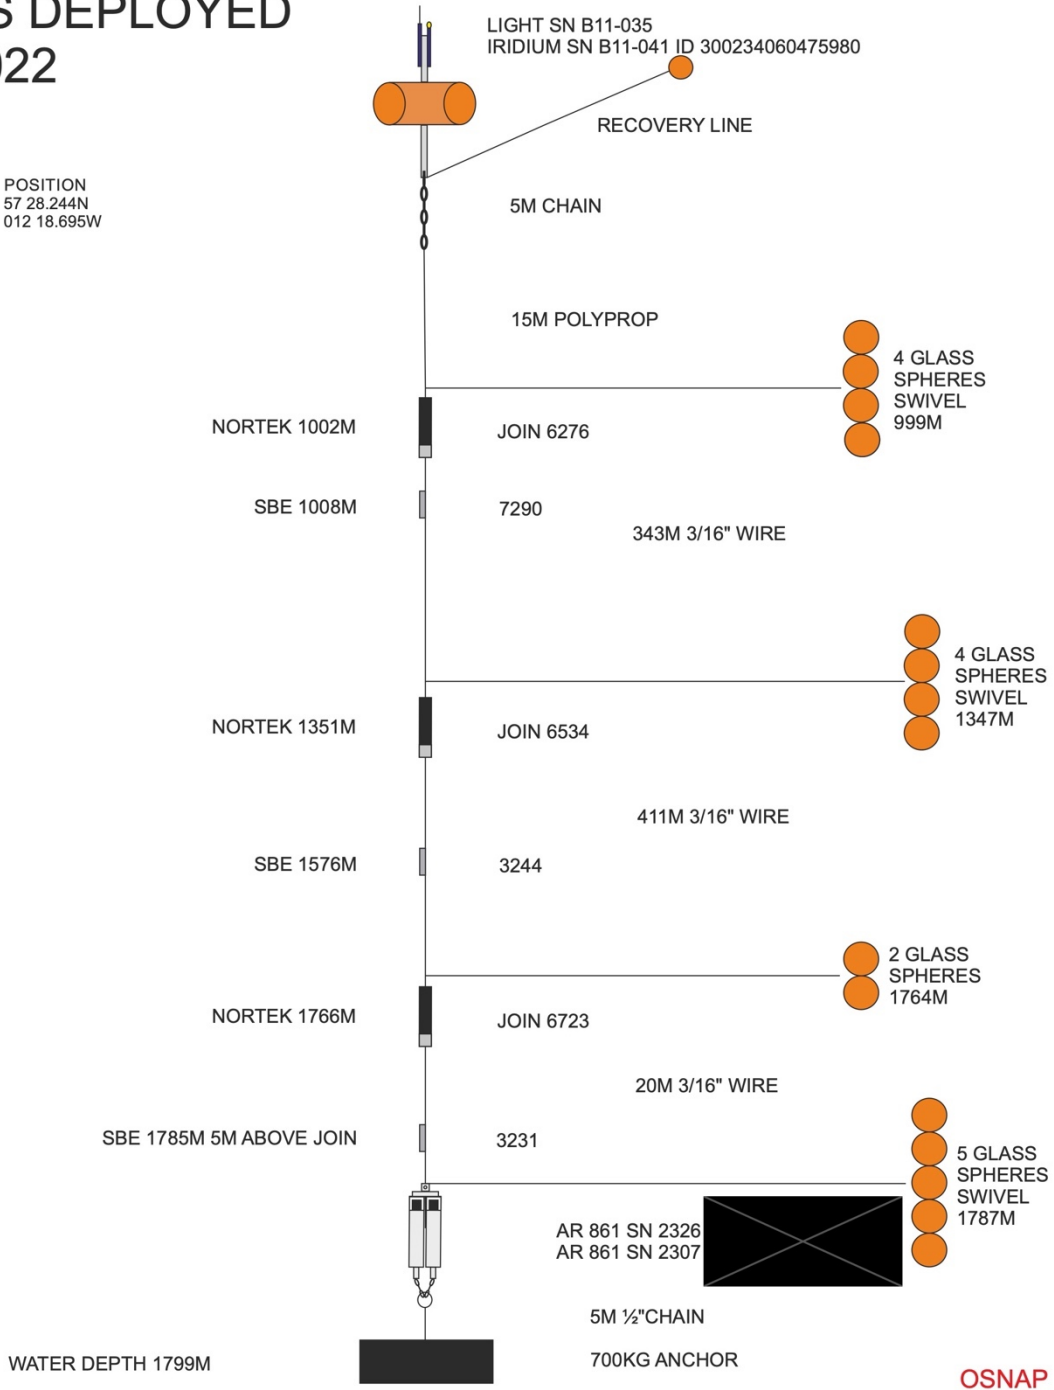 S DEPLOYED
022
LIGHT SN B11-035
IRIDIUM SN B11-041 ID 300234060475980
RECOVERY LINE
POSITION
57 28.244N
012 18.695W
5M CHAIN
15M POLYPROP
4 GLASS
SPHERES
SWIVEL
999M
NORTEK 1002M
JOIN 6276
SBE 1008M
7290
343M 3/16" WIRE
4 GLASS
SPHERES
SWIVEL
1347M
NORTEK 1351M
JOIN 6534
411M 3/16" WIRE
SBE 1576M
3244
2 GLASS
SPHERES
1764M
NORTEK 1766M
JOIN 6723
20M 3/16" WIRE
SBE 1785M 5M ABOVE JOIN
3231
5 GLASS
SPHERES
SWIVEL
1787M
AR 861 SN 2326
AR 861 SN 2307
5M ½"CHAIN
WATER DEPTH 1799M
700KG ANCHOR
OSNAP